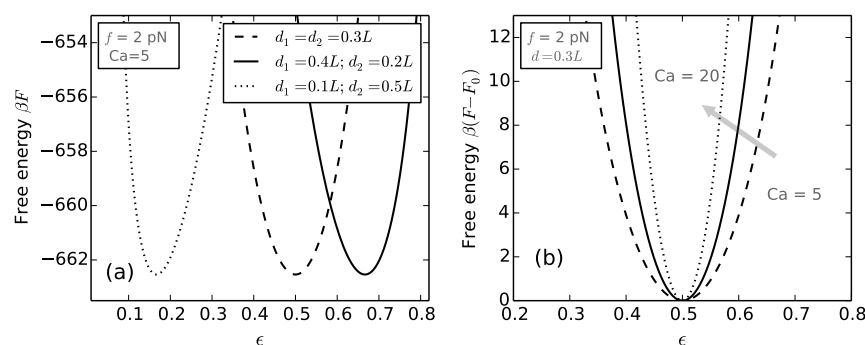 −653
−654
−656
−658
−660
−662
Free energy βF
f = 2 pN
Ca=5
d₁ = d₂ = 0.3L
d₁ = 0.4L; d₂ = 0.2L
d₁ = 0.1L; d₂ = 0.5L
(a)
0.1 0.2 0.3 0.4 0.5 0.6 0.7 0.8
ϵ
12
10
8
6
4
2
0
Free energy β(F−F₀)
f = 2 pN
d = 0.3L
Ca = 20
Ca = 5
(b)
0.2 0.3 0.4 0.5 0.6 0.7 0.8
ϵ